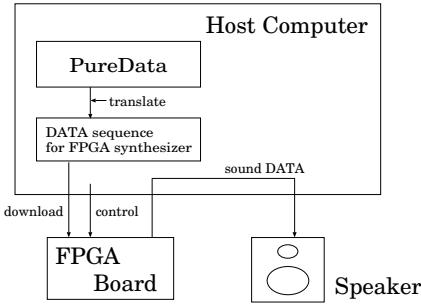 Host Computer
PureData
translate
DATA sequence
for FPGA synthesizer
sound DATA
download
control
FPGA
Board
Speaker